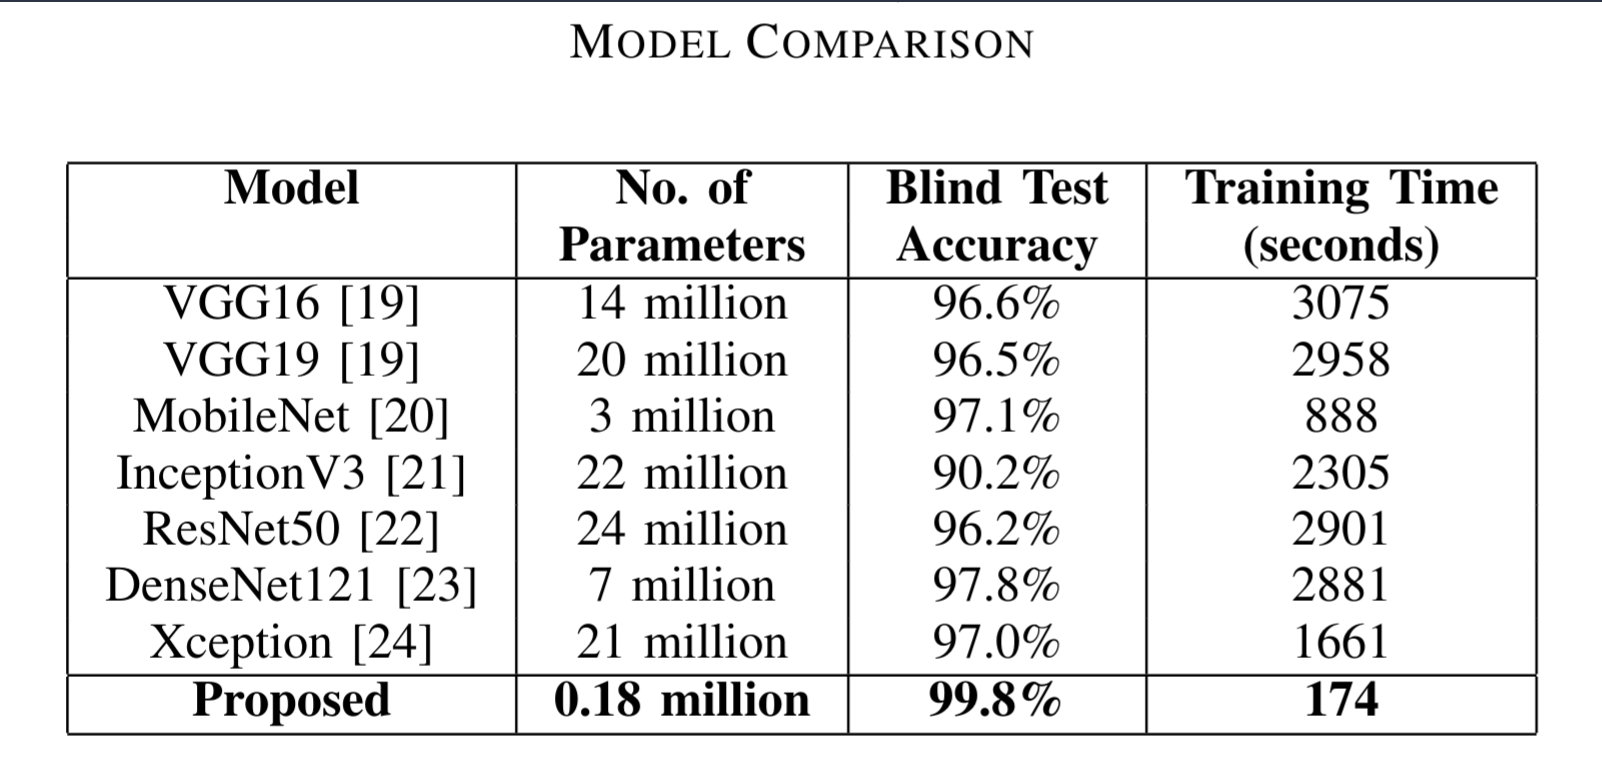 MODEL COMPARISON
Model No. of Parameters Blind Test Accuracy Training Time (seconds)
VGG16 [19] 14 million 96.6% 3075
VGG19 [19] 20 million 96.5% 2958
MobileNet [20] 3 million 97.1% 888
InceptionV3 [21] 22 million 90.2% 2305
ResNet50 [22] 24 million 96.2% 2901
DenseNet121 [23] 7 million 97.8% 2881
Xception [24] 21 million 97.0% 1661
Proposed 0.18 million 99.8% 174